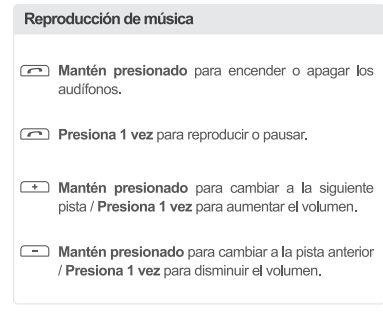 Reproducción de música
Mantén presionado para encender o apagar los
audífonos.
Presiona 1 vez para reproducir o pausar.
+ Mantén presionado para cambiar a la siguiente
pista / Presiona 1 vez para aumentar el volumen.
- Mantén presionado para cambiar a la pista anterior
/ Presiona 1 vez para disminuir el volumen.